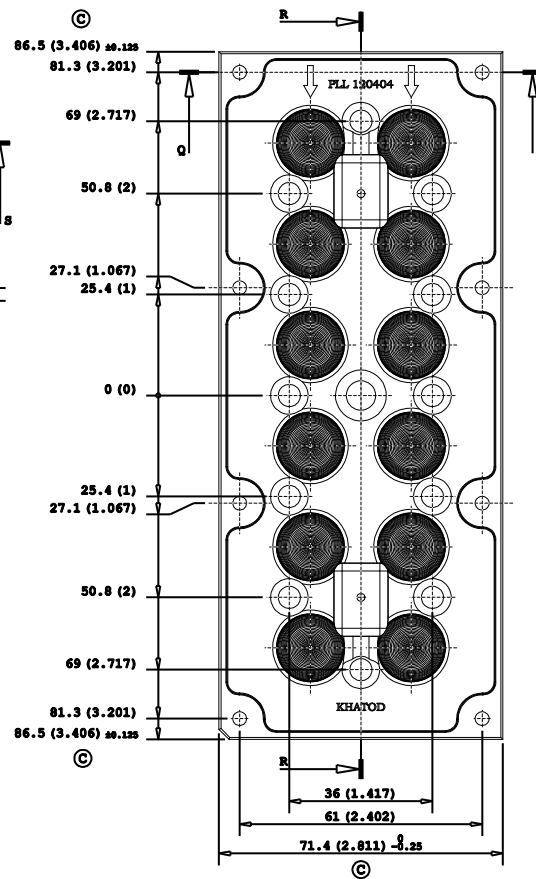 R
©
86.5 (3.406) ±0.125
81.3 (3.201)
PLL 120404
69 (2.717)
Q
50.8 (2)
S
27.1 (1.067)
25.4 (1)
0 (0)
25.4 (1)
27.1 (1.067)
50.8 (2)
69 (2.717)
KHATOD
81.3 (3.201)
86.5 (3.406) ±0.125
©
R
36 (1.417)
61 (2.402)
71.4 (2.811) 0 -0.25
©